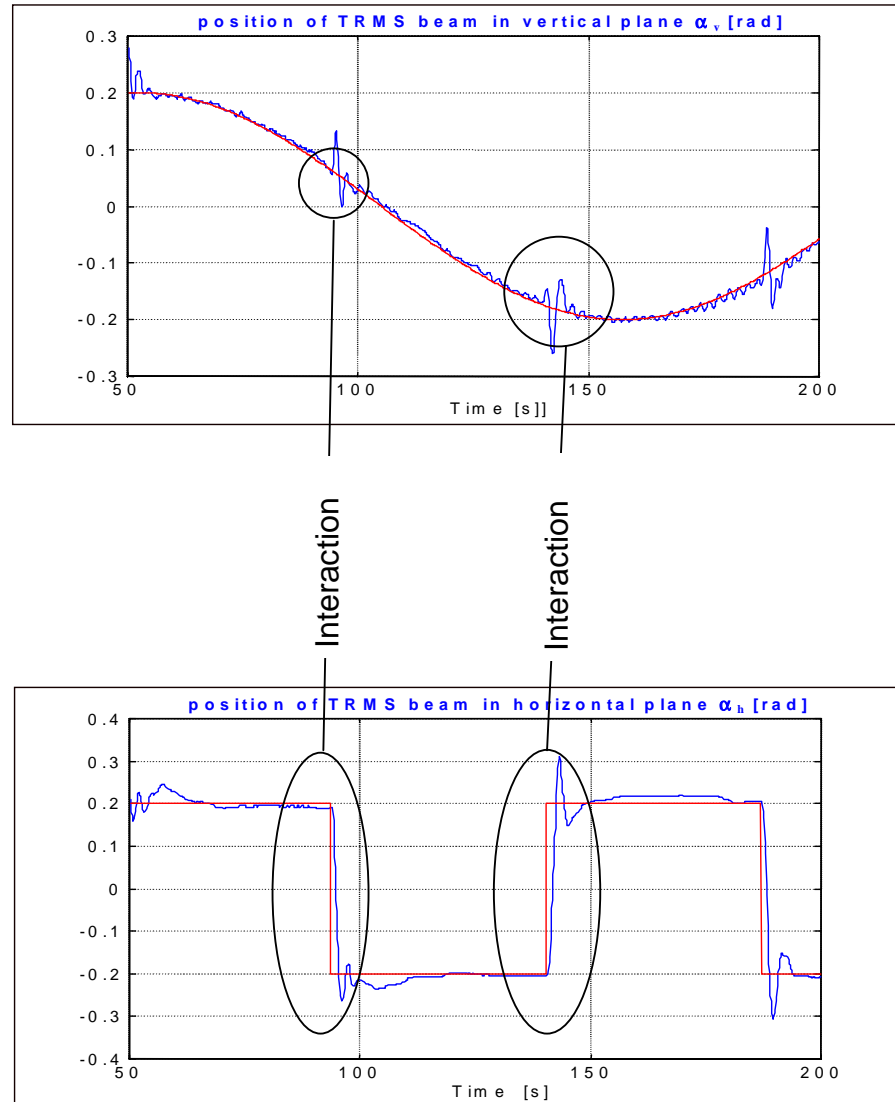 position of TRMS beam in vertical plane αv [rad]
0.3
0.2
0.1
0
-0.1
-0.2
-0.3
50 100 150 200
Time [s]]
Interaction
Interaction
position of TRMS beam in horizontal plane αh [rad]
0.4
0.3
0.2
0.1
0
-0.1
-0.2
-0.3
-0.4
50 100 150 200
Time [s]